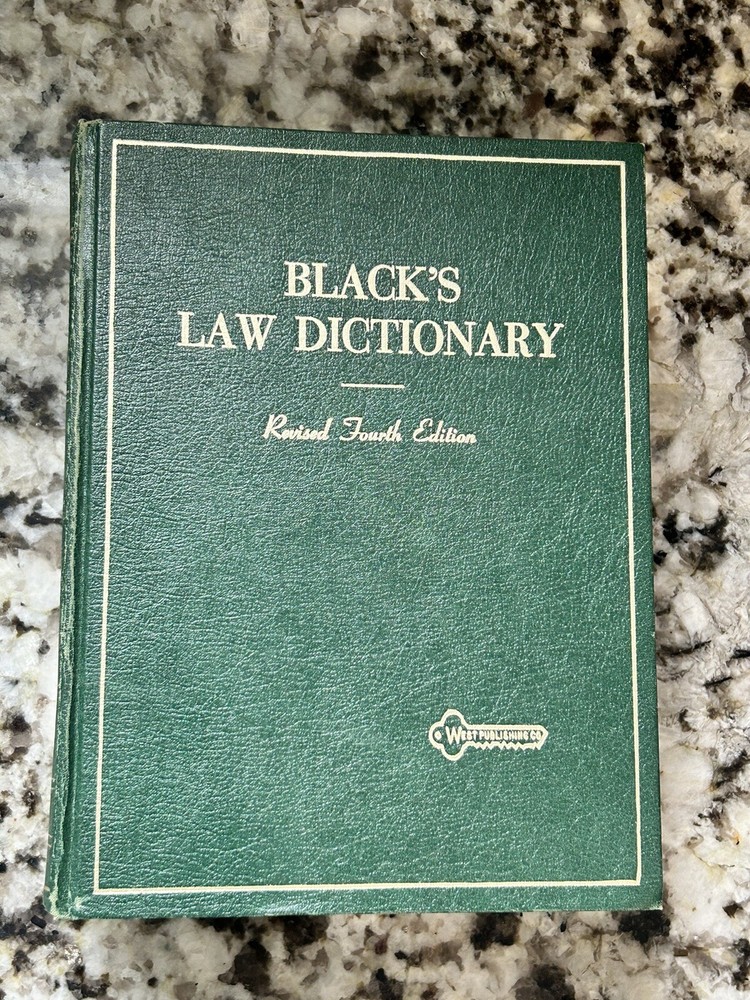 BLACK'S
LAW DICTIONARY
Revised Fourth Edition
WEST PUBLISHING CO